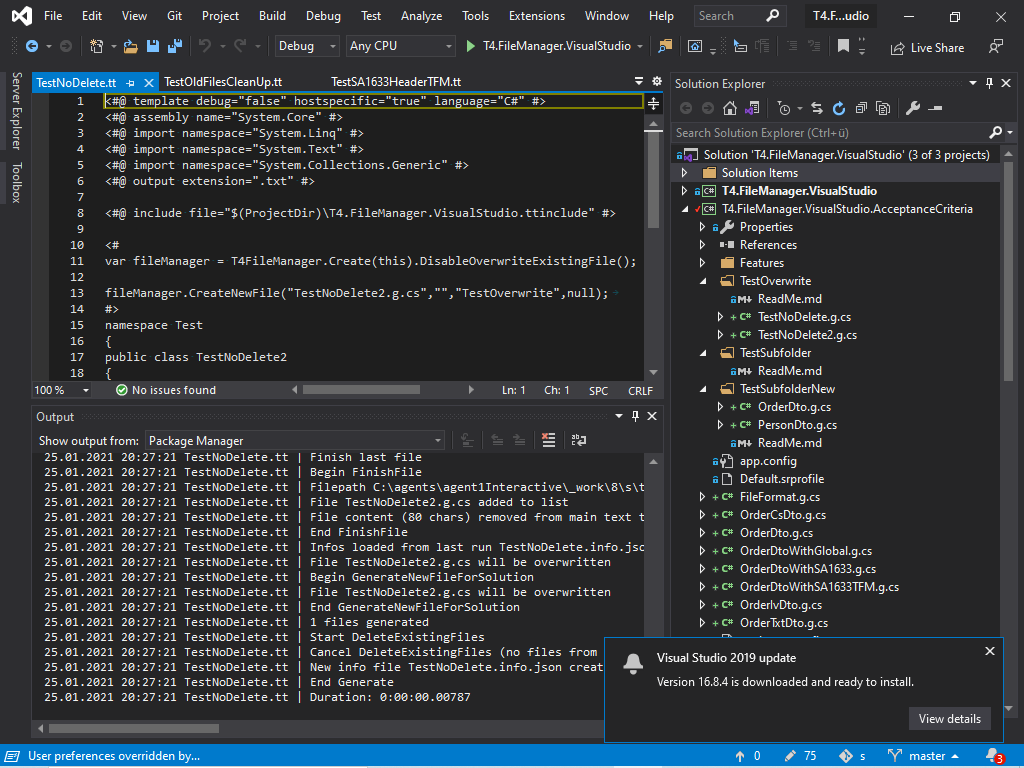 File Edit View Git Project Build Debug Test Analyze Tools Extensions Window Help Search T4.F...udio
Debug Any CPU T4.FileManager.VisualStudio Live Share
Server Explorer
Toolbox
TestNoDelete.tt TestOldFilesCleanUp.tt TestSA1633HeaderTFM.tt
1 <#@ template debug="false" hostspecific="true" language="C#" #>
2 <#@ assembly name="System.Core" #>
3 <#@ import namespace="System.Linq" #>
4 <#@ import namespace="System.Text" #>
5 <#@ import namespace="System.Collections.Generic" #>
6 <#@ output extension=".txt" #>
7
8 <#@ include file="$(ProjectDir)\T4.FileManager.VisualStudio.ttinclude" #>
9
10 <#
11 var fileManager = T4FileManager.Create(this).DisableOverwriteExistingFile();
12
13 fileManager.CreateNewFile("TestNoDelete2.g.cs","","TestOverwrite",null);
14 #>
15 namespace Test
16 {
17 public class TestNoDelete2
18 {
100 % No issues found Ln: 1 Ch: 1 SPC CRLF
Output
Show output from: Package Manager
25.01.2021 20:27:21 TestNoDelete.tt | Finish last file
25.01.2021 20:27:21 TestNoDelete.tt | Begin FinishFile
25.01.2021 20:27:21 TestNoDelete.tt | Filepath C:\agents\agent1Interactive\_work\8\s\t
25.01.2021 20:27:21 TestNoDelete.tt | File TestNoDelete2.g.cs added to list
25.01.2021 20:27:21 TestNoDelete.tt | File content (80 chars) removed from main text t
25.01.2021 20:27:21 TestNoDelete.tt | End FinishFile
25.01.2021 20:27:21 TestNoDelete.tt | Infos loaded from last run TestNoDelete.info.jso
25.01.2021 20:27:21 TestNoDelete.tt | File TestNoDelete2.g.cs will be overwritten
25.01.2021 20:27:21 TestNoDelete.tt | Begin GenerateNewFileForSolution
25.01.2021 20:27:21 TestNoDelete.tt | File TestNoDelete2.g.cs will be overwritten
25.01.2021 20:27:21 TestNoDelete.tt | End GenerateNewFileForSolution
25.01.2021 20:27:21 TestNoDelete.tt | 1 files generated
25.01.2021 20:27:21 TestNoDelete.tt | Start DeleteExistingFiles
25.01.2021 20:27:21 TestNoDelete.tt | Cancel DeleteExistingFiles (no files from
25.01.2021 20:27:21 TestNoDelete.tt | New info file TestNoDelete.info.json creat
25.01.2021 20:27:21 TestNoDelete.tt | End Generate
25.01.2021 20:27:21 TestNoDelete.tt | Duration: 0:00:00.00787
Solution Explorer
Search Solution Explorer (Ctrl+ü)
Solution 'T4.FileManager.VisualStudio' (3 of 3 projects)
Solution Items
C# T4.FileManager.VisualStudio
C# T4.FileManager.VisualStudio.AcceptanceCriteria
Properties
References
Features
TestOverwrite
M ReadMe.md
+ C# TestNoDelete.g.cs
+ C# TestNoDelete2.g.cs
TestSubfolder
M ReadMe.md
TestSubfolderNew
+ C# OrderDto.g.cs
+ C# PersonDto.g.cs
M ReadMe.md
app.config
Default.srprofile
+ C# FileFormat.g.cs
+ C# OrderCsDto.g.cs
+ C# OrderDto.g.cs
+ C# OrderDtoWithGlobal.g.cs
+ C# OrderDtoWithSA1633.g.cs
+ C# OrderDtoWithSA1633TFM.g.cs
+ C# OrderIvDto.g.cs
+ C# OrderTxtDto.g.cs
Visual Studio 2019 update
Version 16.8.4 is downloaded and ready to install.
View details
User preferences overridden by... 0 75 s master 3